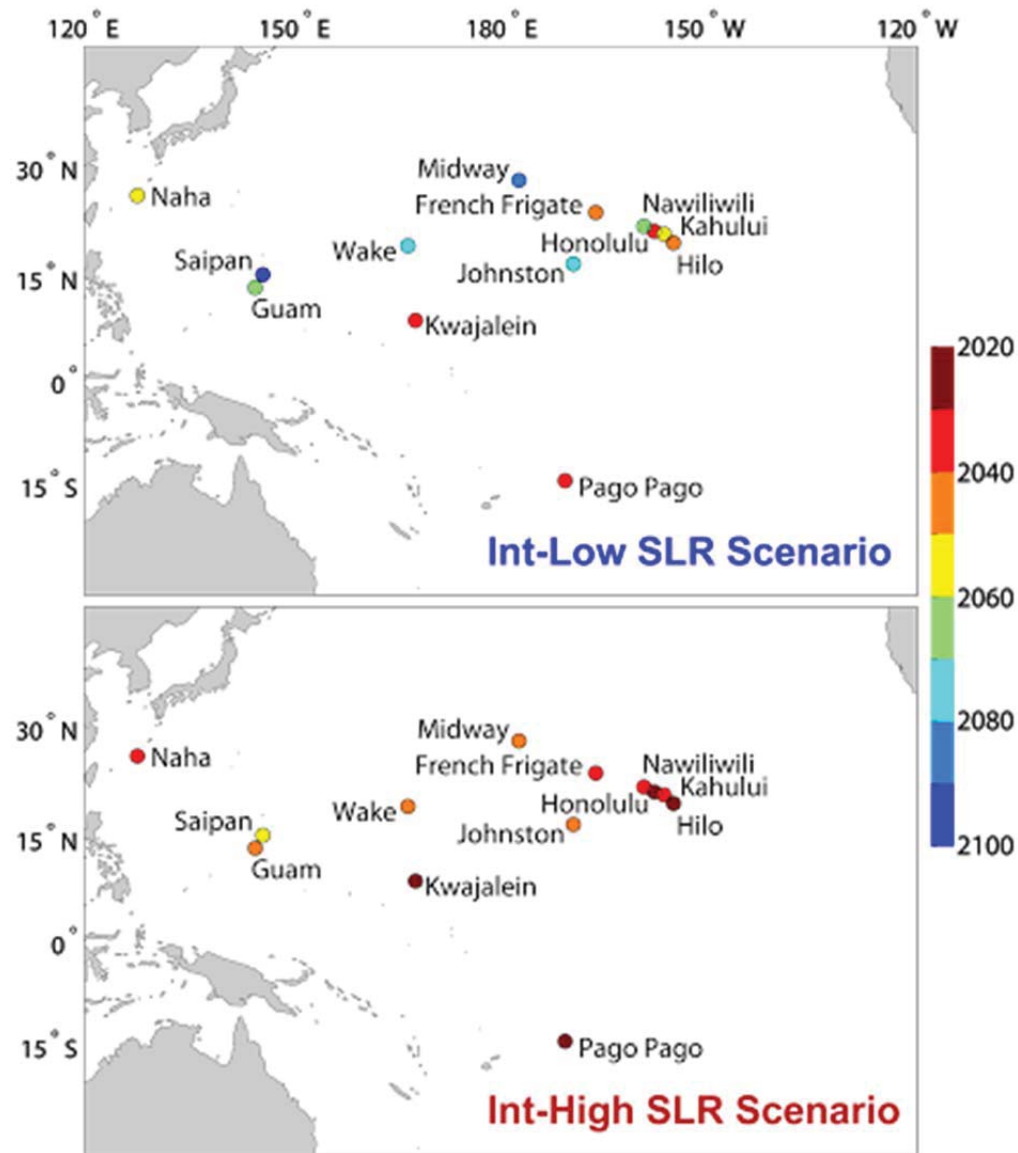 120° E 150° E 180° E 150° W 120° W
30° N
15° N
0°
15° S
Midway
French Frigate
Nawiliwili
Kahului
Naha
Wake
Honolulu
Hilo
Saipan
Johnston
Guam
Kwajalein
Pago Pago
Int-Low SLR Scenario
2020
2040
2060
2080
2100
30° N
15° N
0°
15° S
Midway
French Frigate
Nawiliwili
Kahului
Naha
Wake
Honolulu
Hilo
Saipan
Johnston
Guam
Kwajalein
Pago Pago
Int-High SLR Scenario